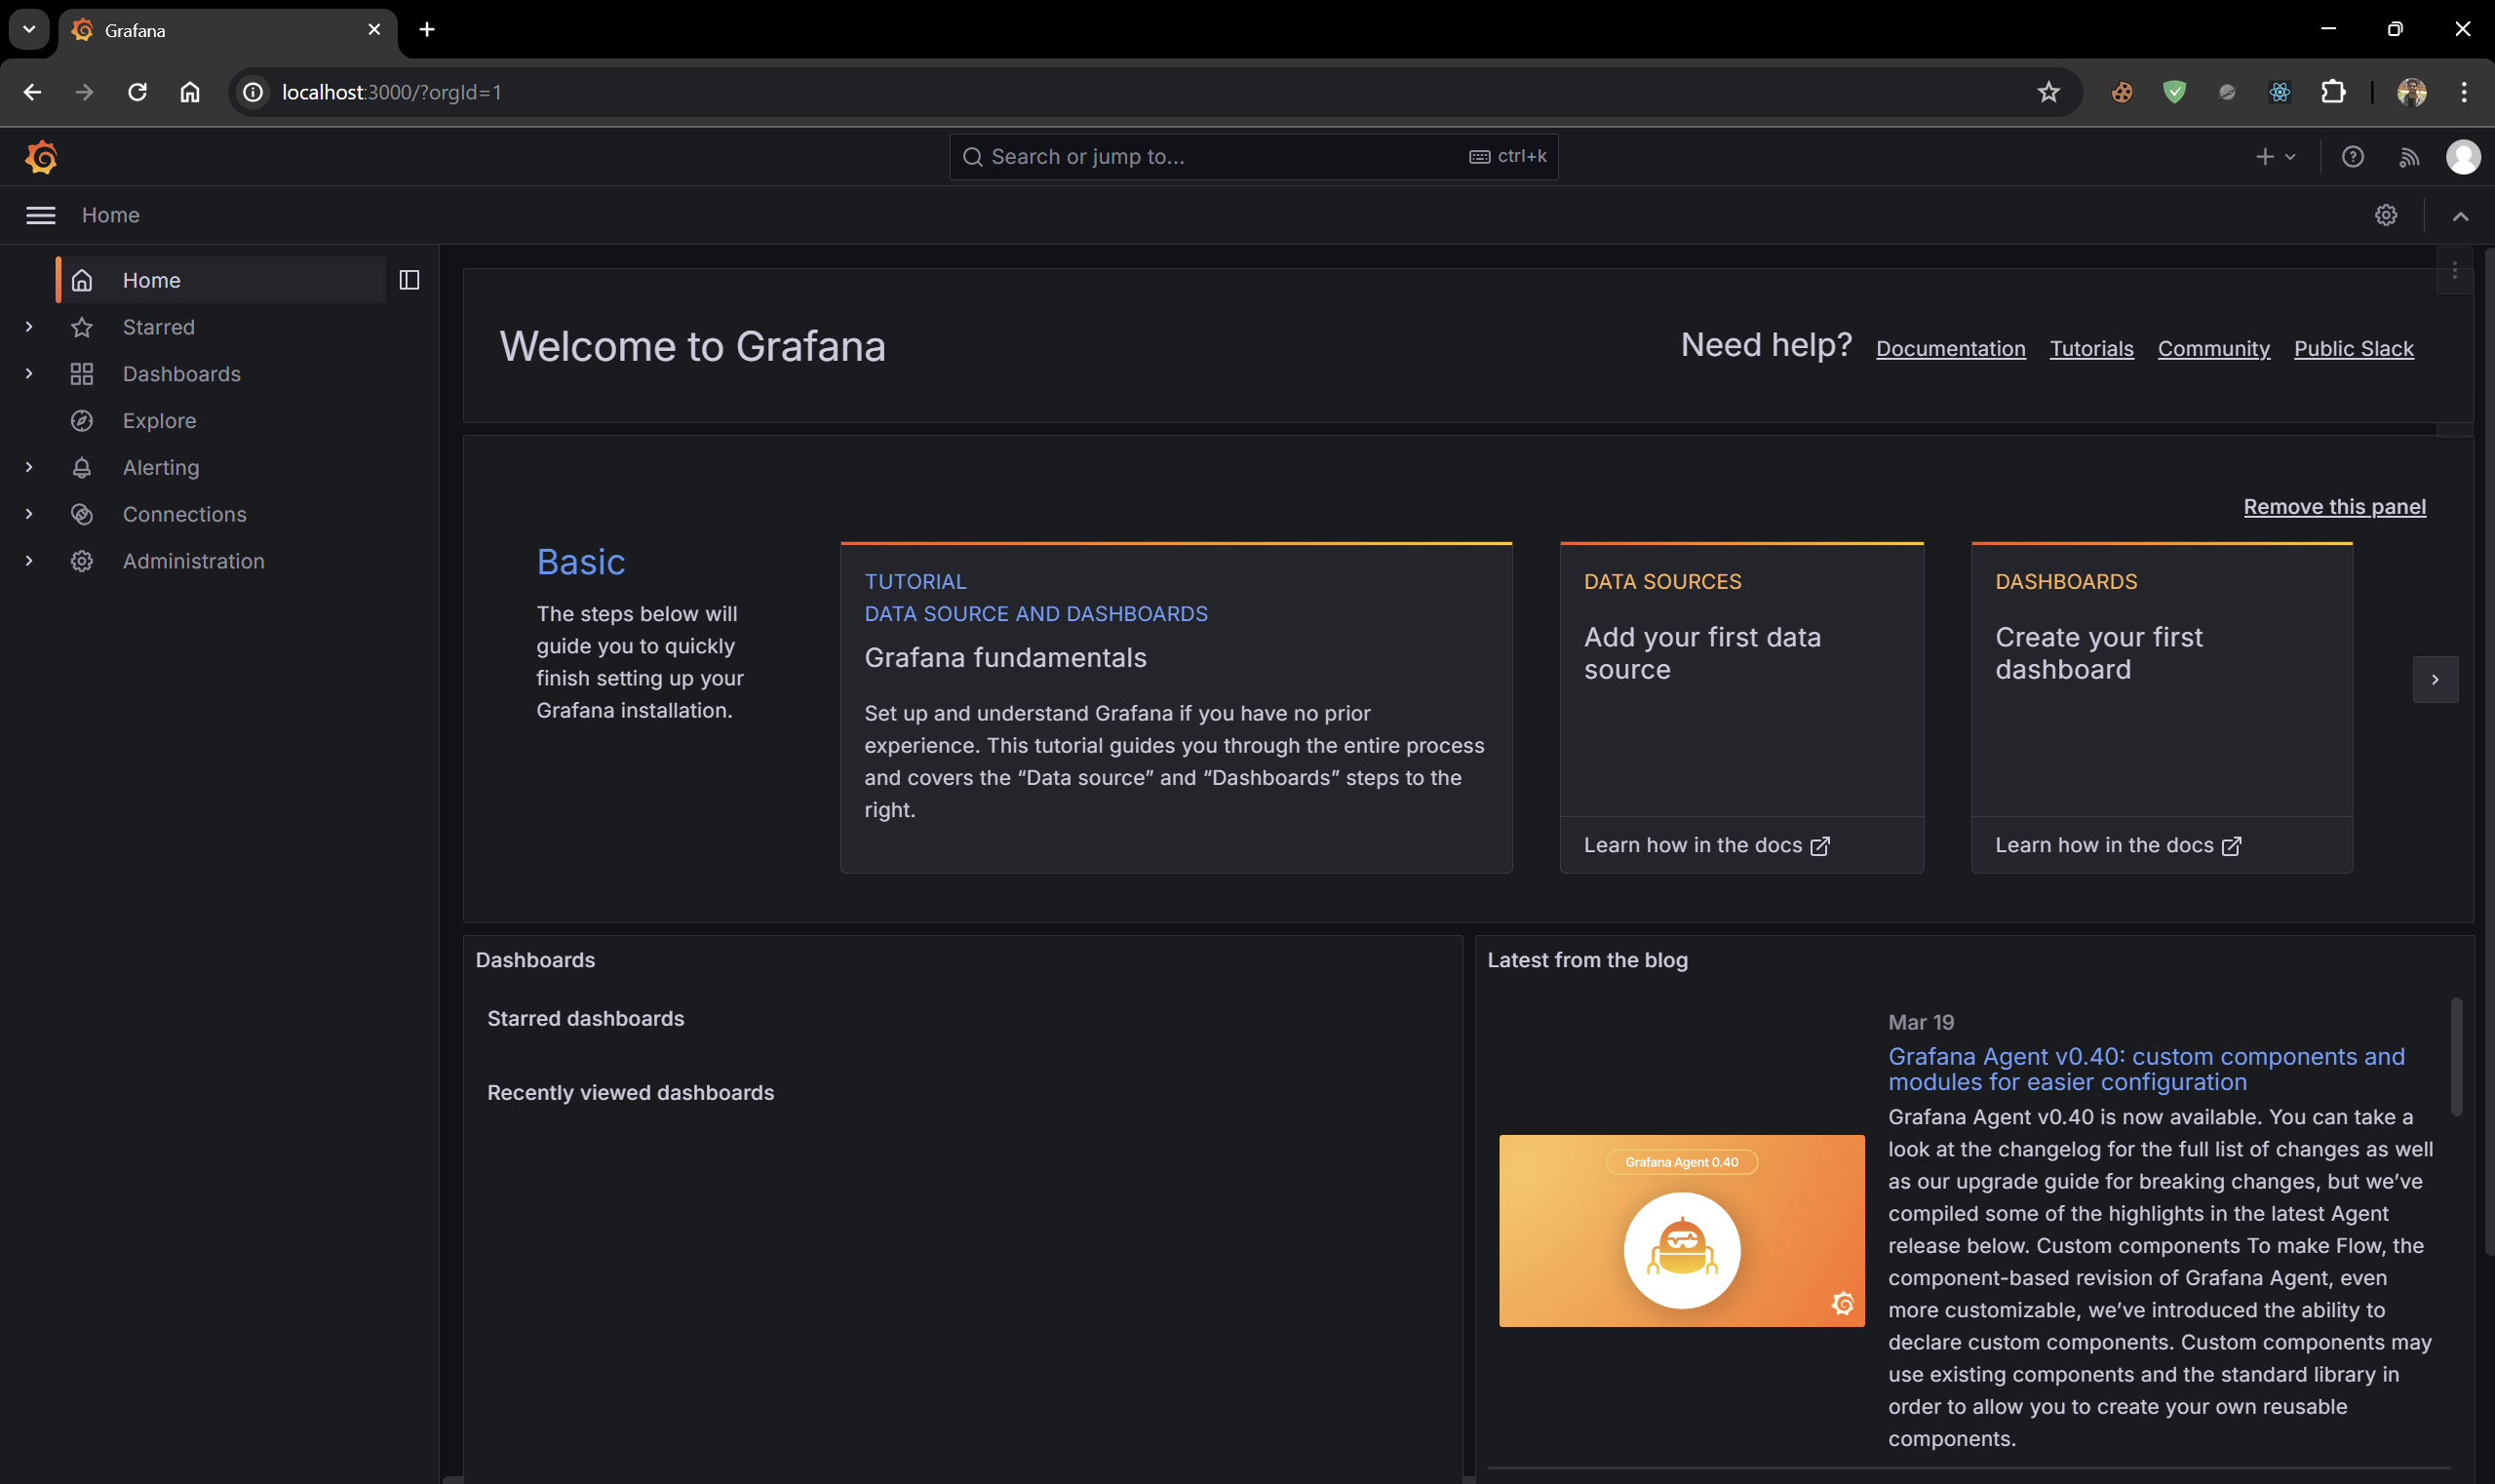 Grafana
localhost:3000/?orgId=1
Search or jump to...
ctrl+k
Home
Home
Starred
Dashboards
Explore
Alerting
Connections
Administration
Welcome to Grafana
Need help?
Documentation
Tutorials
Community
Public Slack
Remove this panel
Basic
The steps below will
guide you to quickly
finish setting up your
Grafana installation.
TUTORIAL
DATA SOURCE AND DASHBOARDS
Grafana fundamentals
Set up and understand Grafana if you have no prior
experience. This tutorial guides you through the entire process
and covers the “Data source” and “Dashboards” steps to the
right.
DATA SOURCES
Add your first data
source
Learn how in the docs
DASHBOARDS
Create your first
dashboard
Learn how in the docs
Dashboards
Starred dashboards
Recently viewed dashboards
Latest from the blog
Grafana Agent 0.40
Mar 19
Grafana Agent v0.40: custom components and
modules for easier configuration
Grafana Agent v0.40 is now available. You can take a
look at the changelog for the full list of changes as well
as our upgrade guide for breaking changes, but we’ve
compiled some of the highlights in the latest Agent
release below. Custom components To make Flow, the
component-based revision of Grafana Agent, even
more customizable, we’ve introduced the ability to
declare custom components. Custom components may
use existing components and the standard library in
order to allow you to create your own reusable
components.